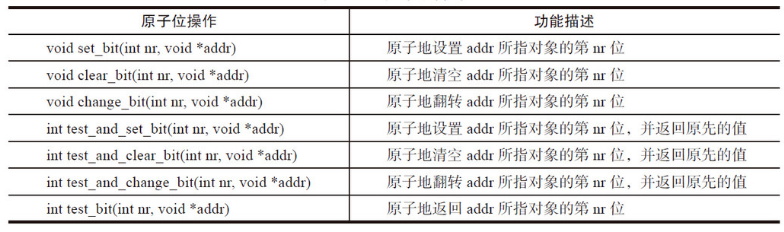 原子位操作 功能描述
void set_bit(int nr, void *addr) 原子地设置 addr 所指对象的第 nr 位
void clear_bit(int nr, void *addr) 原子地清空 addr 所指对象的第 nr 位
void change_bit(int nr, void *addr) 原子地翻转 addr 所指对象的第 nr 位
int test_and_set_bit(int nr, void *addr) 原子地设置 addr 所指对象的第 nr 位，并返回原先的值
int test_and_clear_bit(int nr, void *addr) 原子地清空 addr 所指对象的第 nr 位，并返回原先的值
int test_and_change_bit(int nr, void *addr) 原子地翻转 addr 所指对象的第 nr 位，并返回原先的值
int test_bit(int nr, void *addr) 原子地返回 addr 所指对象的第 nr 位